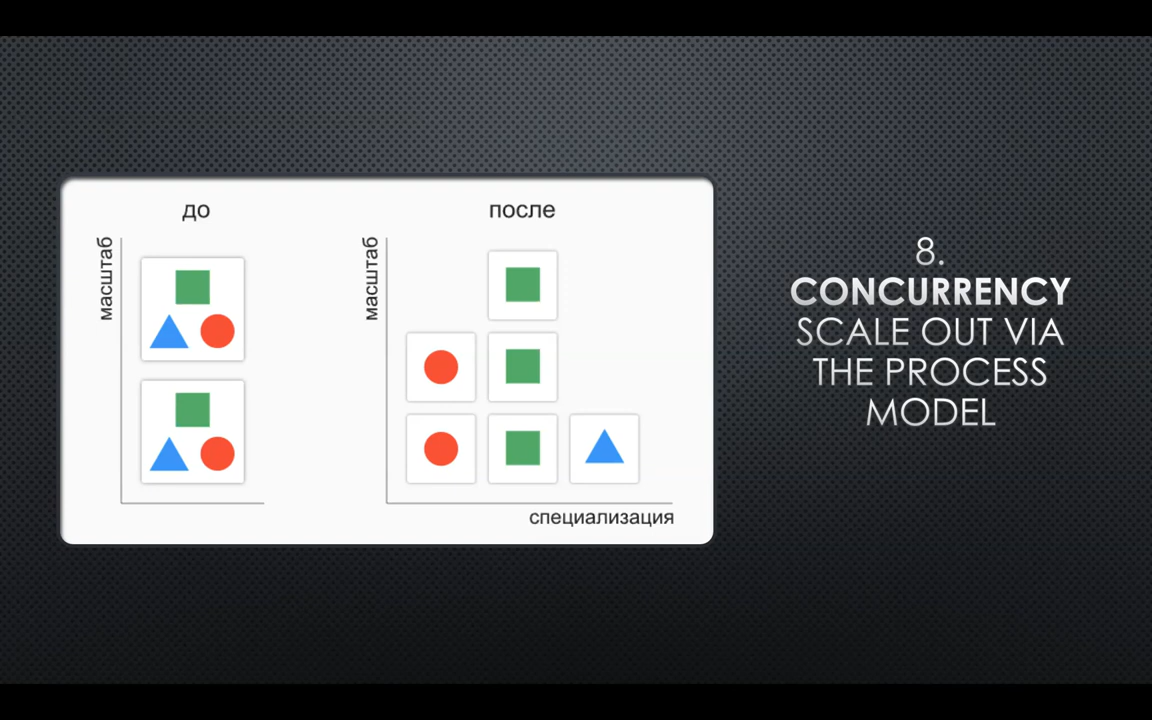 до
масштаб
после
масштаб
специализация
8.
CONCURRENCY
SCALE OUT VIA
THE PROCESS
MODEL